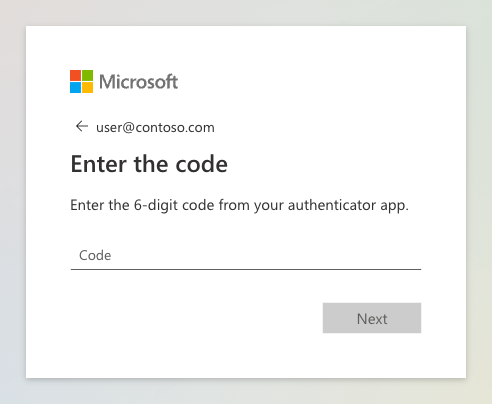 Microsoft
user@contoso.com
Enter the code
Enter the 6-digit code from your authenticator app.
Code
Next